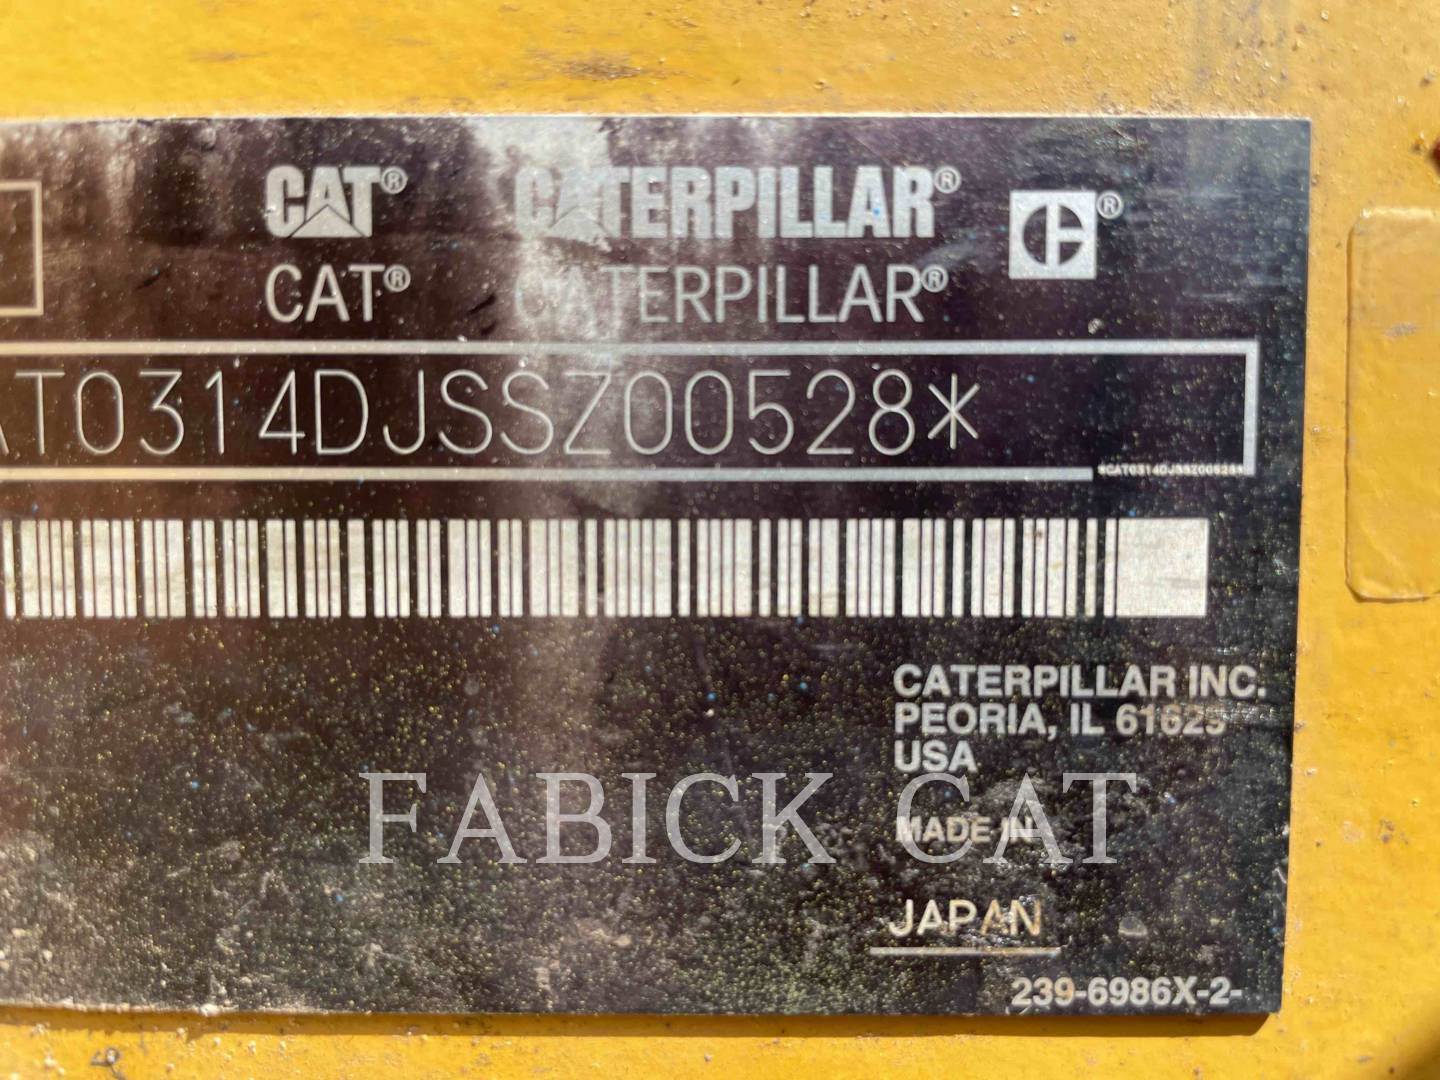 CAT® CATERPILLAR® ®
CAT® CATERPILLAR®
AT0314DJSSZ00528*
*CAT0314DJSSZ00528*
CATERPILLAR INC.
PEORIA, IL 61629
USA
FABICK CAT
MADE IN
JAPAN
239-6986X-2-